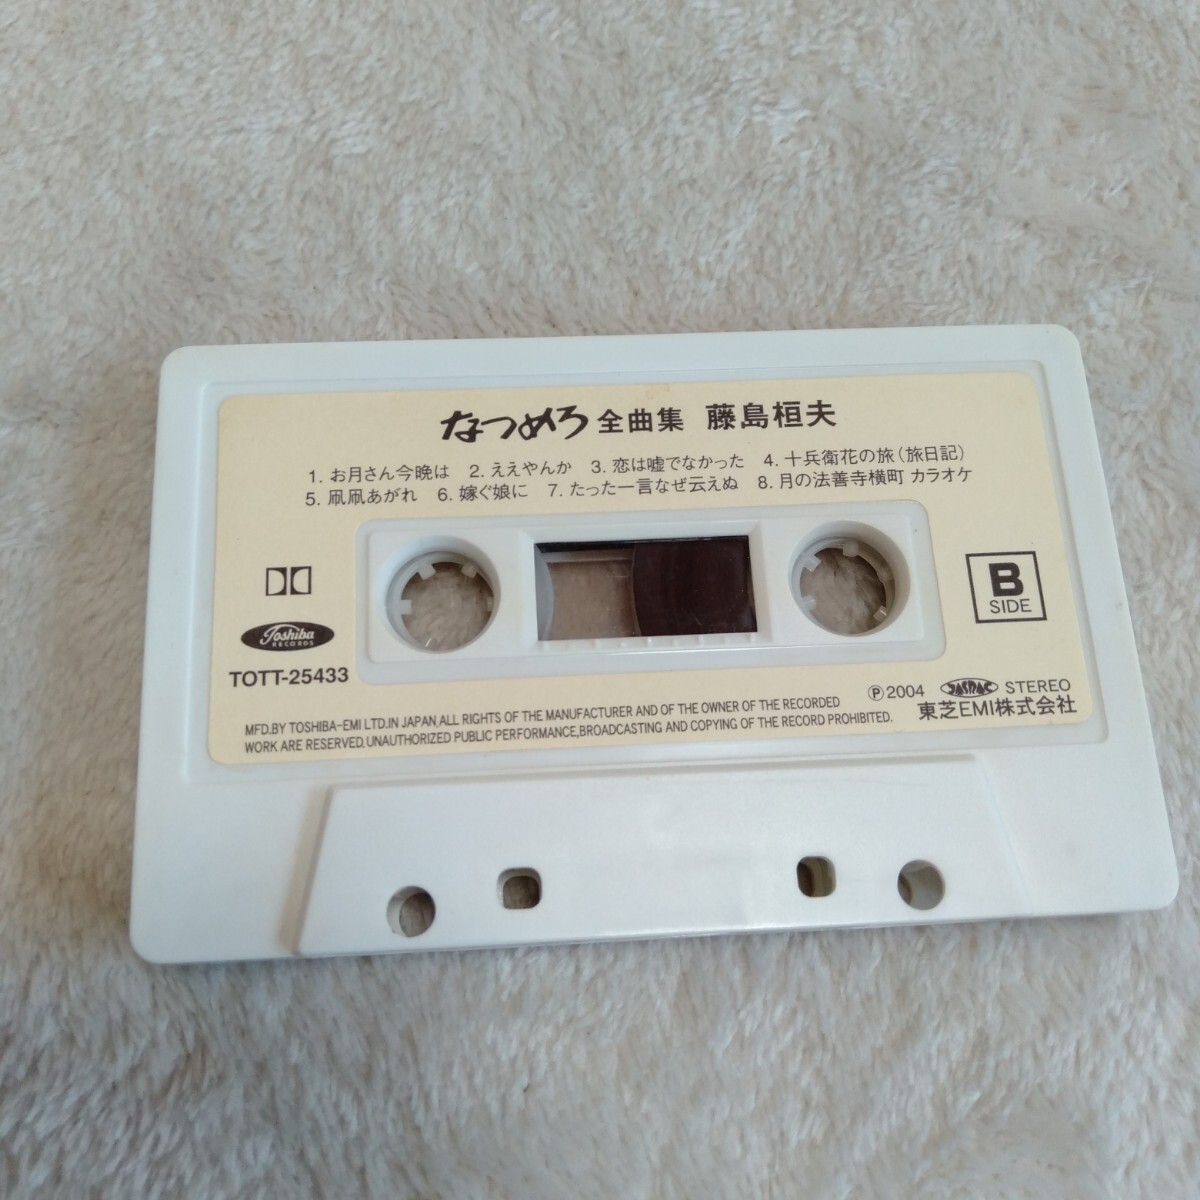 なつめろ 全曲集 藤島桓夫
1. お月さん今晩は 2. ええやんか 3. 恋は嘘でなかった 4. 十兵衛花の旅(旅日記)
5. 凧凧あがれ 6. 嫁ぐ娘に 7. たった一言なぜ云えぬ 8. 月の法善寺横町 カラオケ
B
SIDE
Toshiba
RECORDS
TOTT-25433
℗2004 JASRAC STEREO
東芝EMI株式会社
MFD.BY TOSHIBA-EMI LTD.IN JAPAN.ALL RIGHTS OF THE MANUFACTURER AND OF THE OWNER OF THE RECORDED
WORK ARE RESERVED.UNAUTHORIZED PUBLIC PERFORMANCE,BROADCASTING AND COPYING OF THE RECORD PROHIBITED.